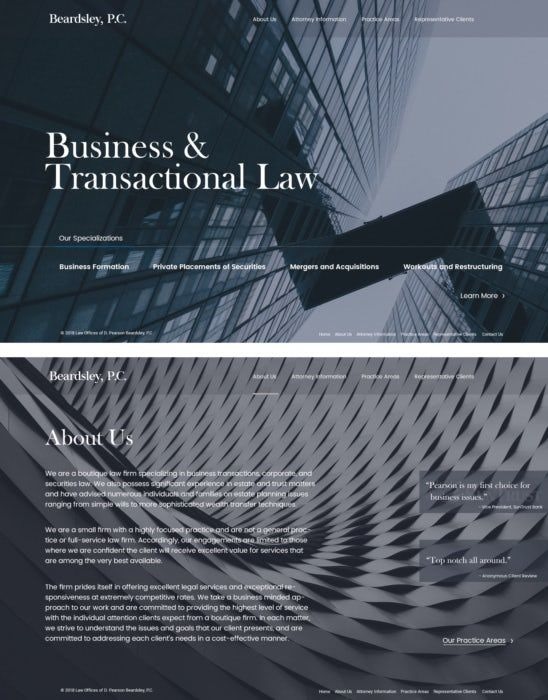 Beardsley, P.C.
About Us Attorney Information Practice Areas Representative Clients
Business &
Transactional Law
Our Specializations
Business Formation Private Placements of Securities Mergers and Acquisitions Workouts and Restructuring
Learn More ›
© 2018 Law Offices of D. Pearson Beardsley, P.C.
Home About Us Attorney Information Practice Areas Representative Clients Contact Us
Beardsley, P.C.
About Us Attorney Information Practice Areas Representative Clients
About Us
We are a boutique law firm specializing in business transactions, corporate, and
securities law. We also possess significant experience in estate and trust matters
and have advised numerous individuals and families on estate planning issues
ranging from simple wills to more sophisticated wealth transfer techniques.
We are a small firm with a highly focused practice and are not a general prac-
tice or full-service law firm. Accordingly, our engagements are limited to those
where we are confident the client will receive excellent value for services that
are among the very best available.
The firm prides itself in offering excellent legal services and exceptional re-
sponsiveness at extremely competitive rates. We take a business minded ap-
proach to our work and are committed to providing the highest level of service
with the individual attention clients expect from a boutique firm. In each matter,
we strive to understand the issues and goals that our client presents, and are
committed to addressing each client's needs in a cost-effective manner.
“Pearson is my first choice for
business issues.”
- Vice President, SunTrust Bank
“Top notch all around.”
- Anonymous Client Review
Our Practice Areas ›
© 2018 Law Offices of D. Pearson Beardsley, P.C.
Home About Us Attorney Information Practice Areas Representative Clients Contact Us